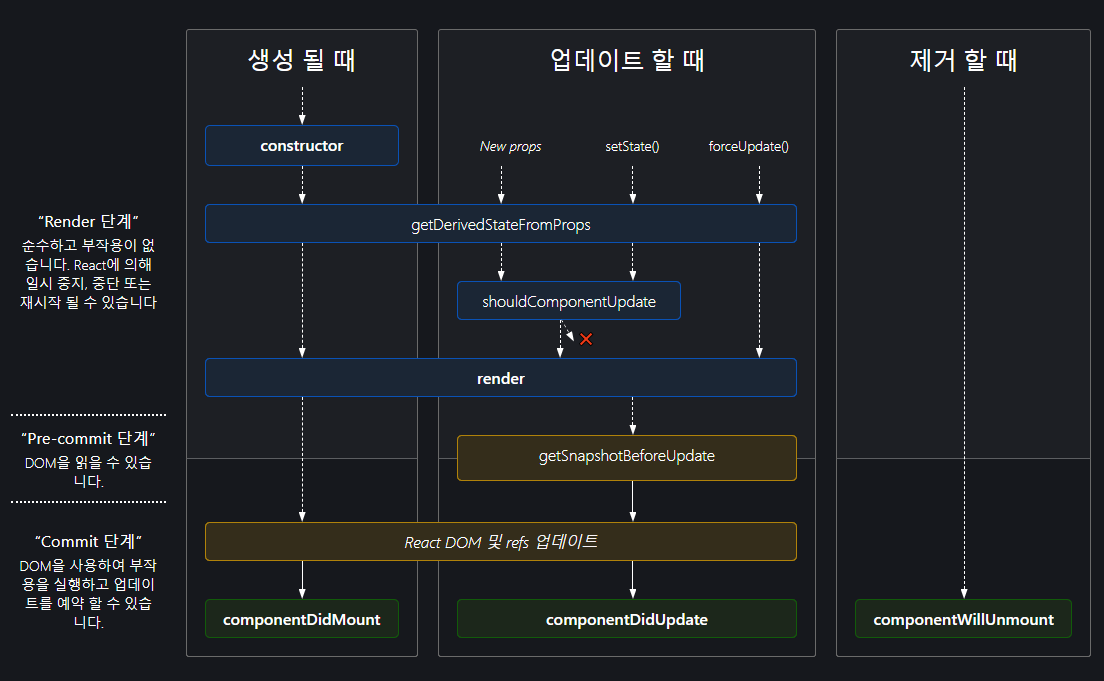 생성 될 때
업데이트 할 때
제거 할 때
constructor
New props
setState()
forceUpdate()
“Render 단계”
순수하고 부작용이 없
습니다. React에 의해
일시 중지, 중단 또는
재시작 될 수 있습니다
getDerivedStateFromProps
shouldComponentUpdate
render
“Pre-commit 단계”
DOM을 읽을 수 있습
니다.
getSnapshotBeforeUpdate
“Commit 단계”
DOM을 사용하여 부작
용을 실행하고 업데이
트를 예약 할 수 있습
니다.
React DOM 및 refs 업데이트
componentDidMount
componentDidUpdate
componentWillUnmount